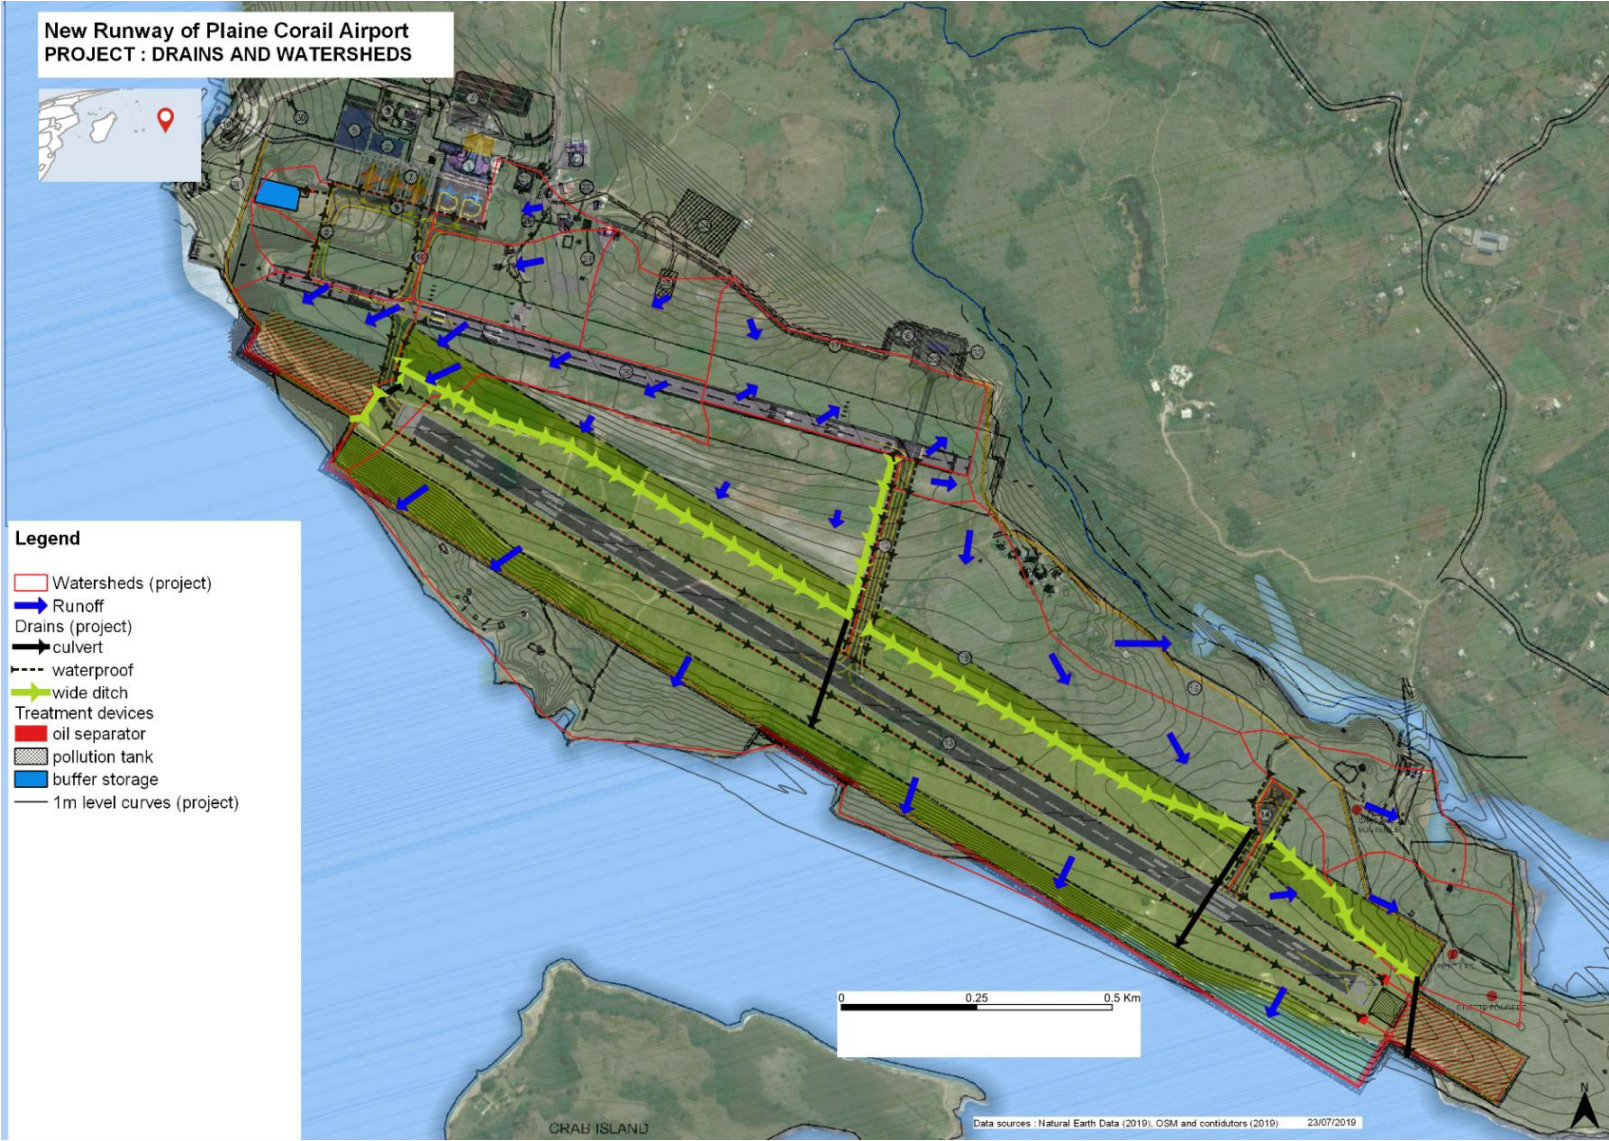 New Runway of Plaine Corail Airport
PROJECT : DRAINS AND WATERSHEDS
Legend
Watersheds (project)
Runoff
Drains (project)
culvert
waterproof
wide ditch
Treatment devices
oil separator
pollution tank
buffer storage
1m level curves (project)
13
14
0 0.25 0.5 Km
CRAB ISLAND
N
Data sources : Natural Earth Data (2019), OSM and contidutors (2019) 23/07/2019